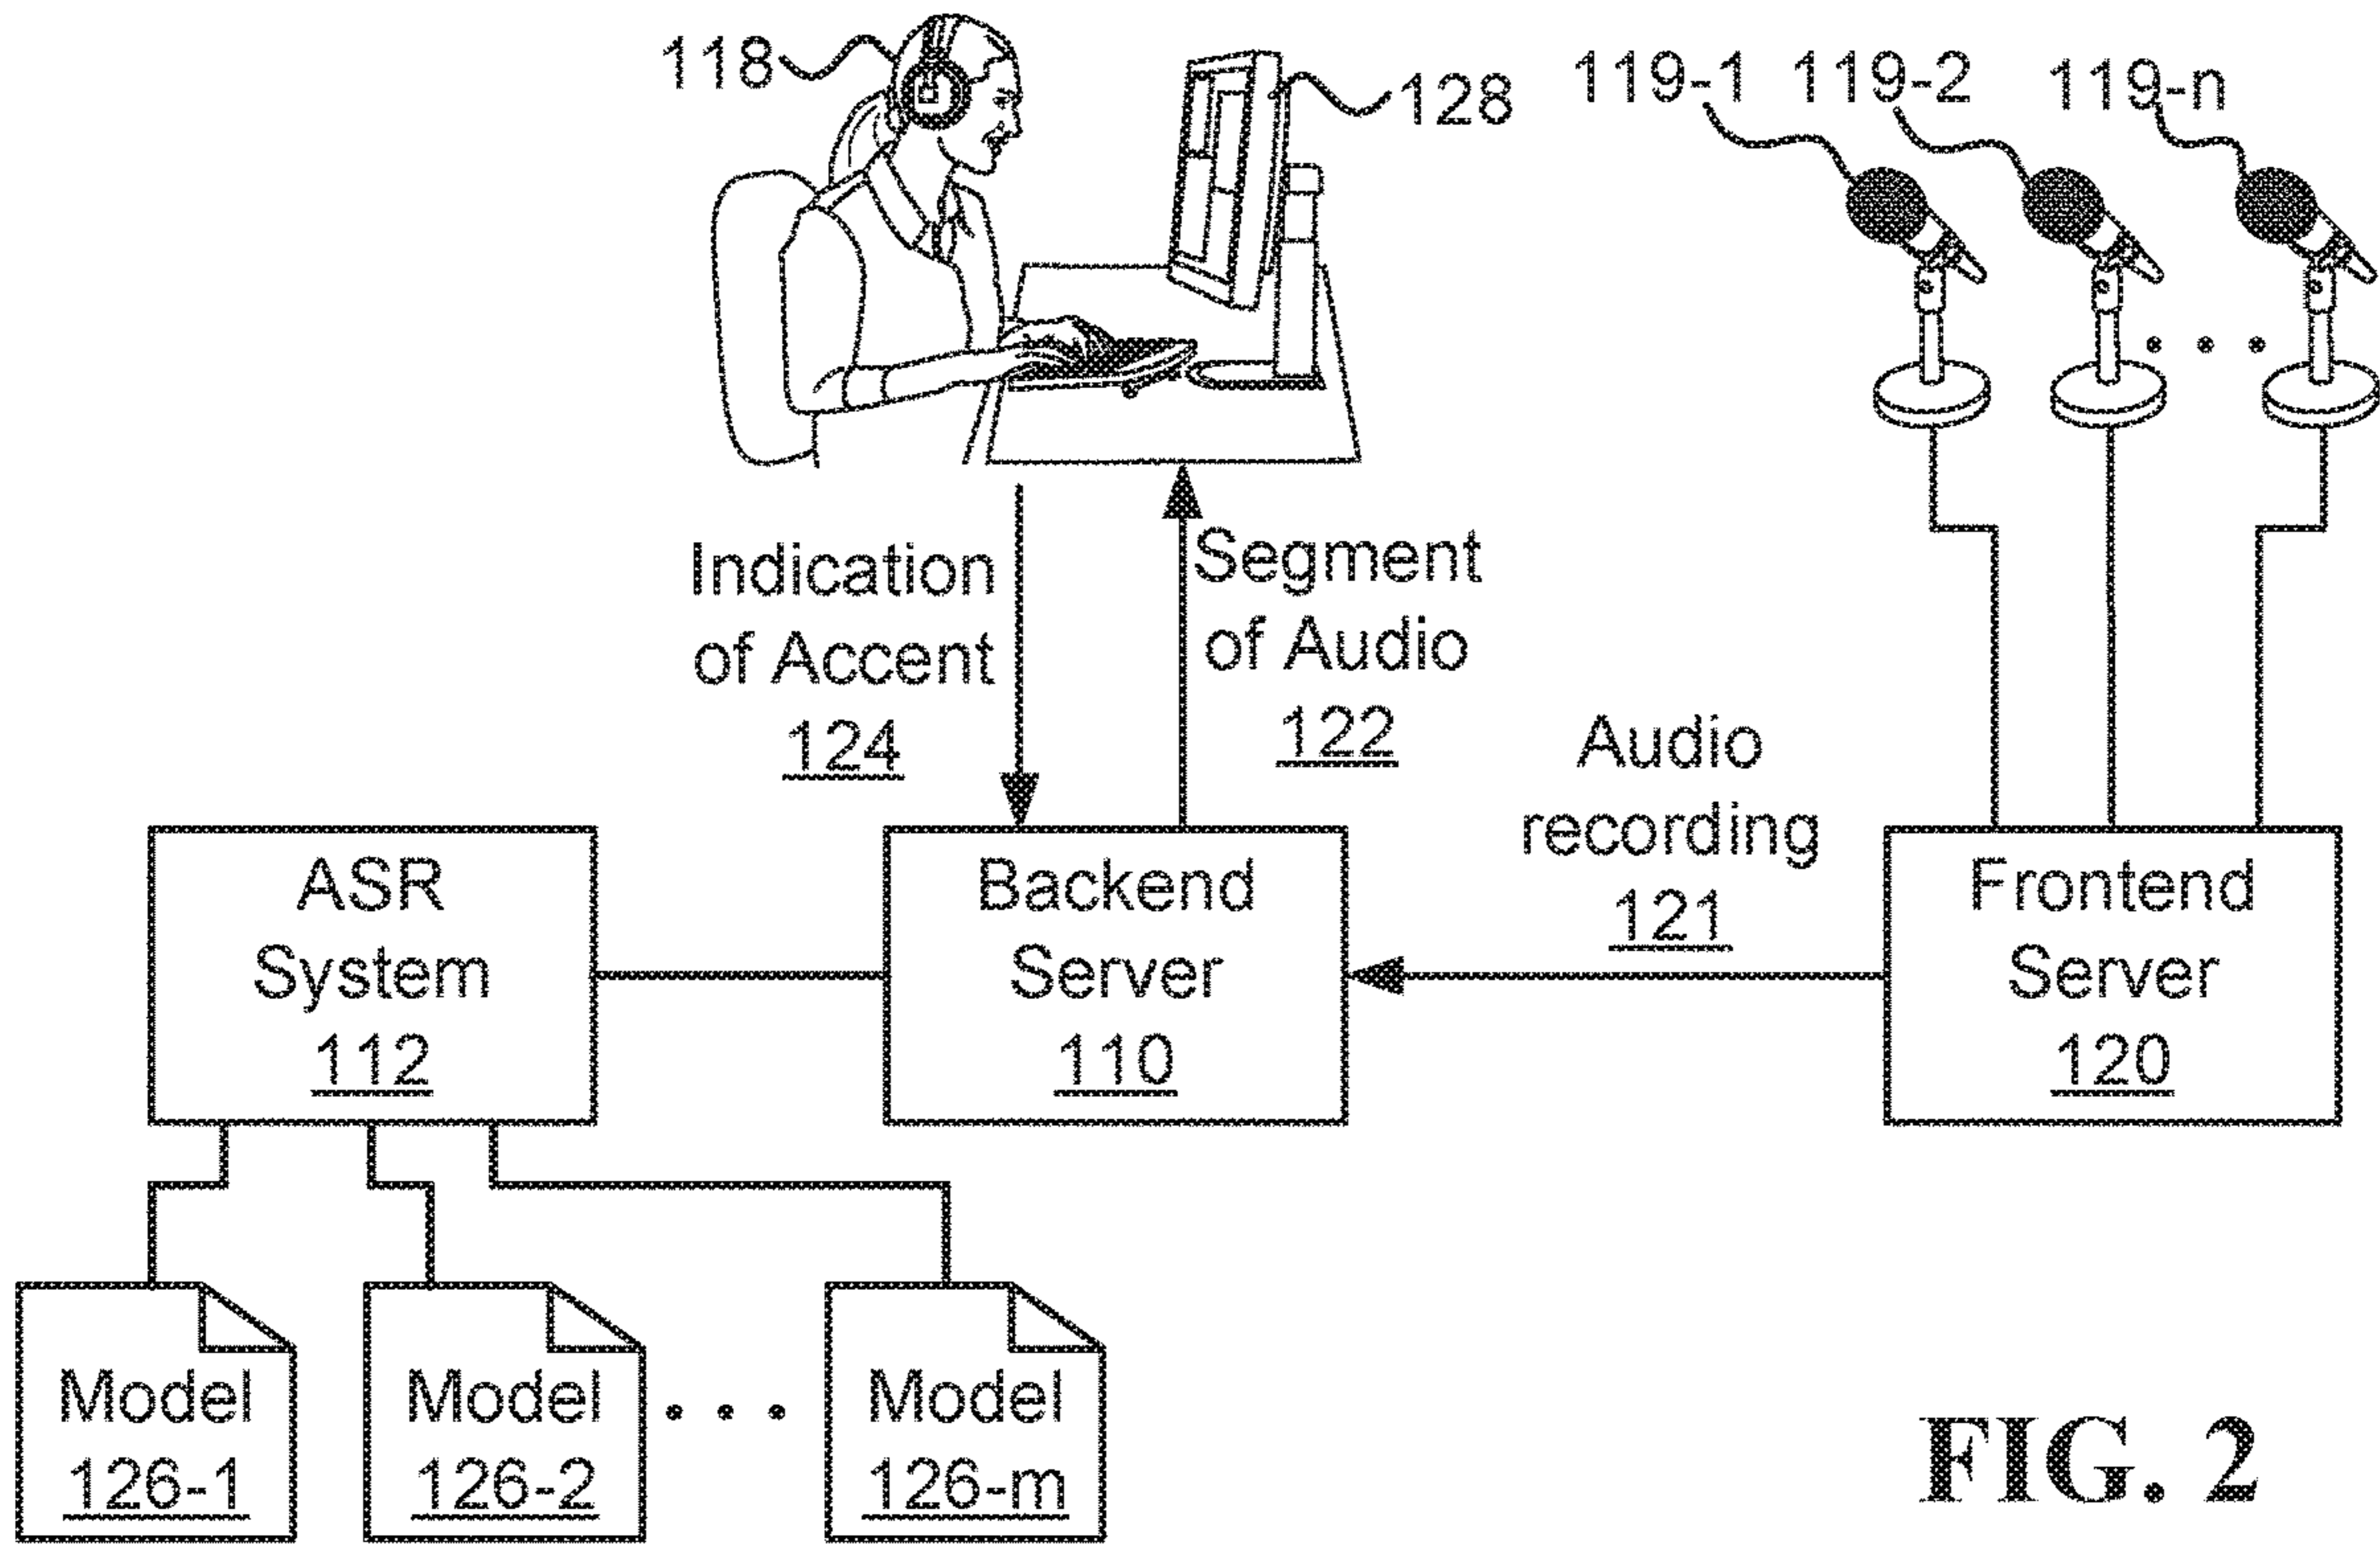 118
128
119-1 119-2 119-n
Indication
of Accent
124
Segment
of Audio
122
Audio
recording
121
ASR
System
112
Backend
Server
110
Frontend
Server
120
Model
126-1
Model
126-2
Model
126-m
FIG. 2